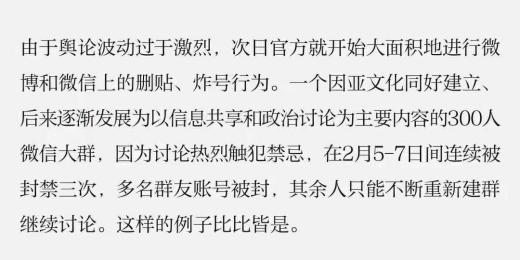 由于舆论波动过于激烈，次日官方就开始大面积地进行微
博和微信上的删贴、炸号行为。一个因亚文化同好建立、
后来逐渐发展为以信息共享和政治讨论为主要内容的300人
微信大群，因为讨论热烈触犯禁忌，在2月5-7日间连续被
封禁三次，多名群友账号被封，其余人只能不断重新建群
继续讨论。这样的例子比比皆是。